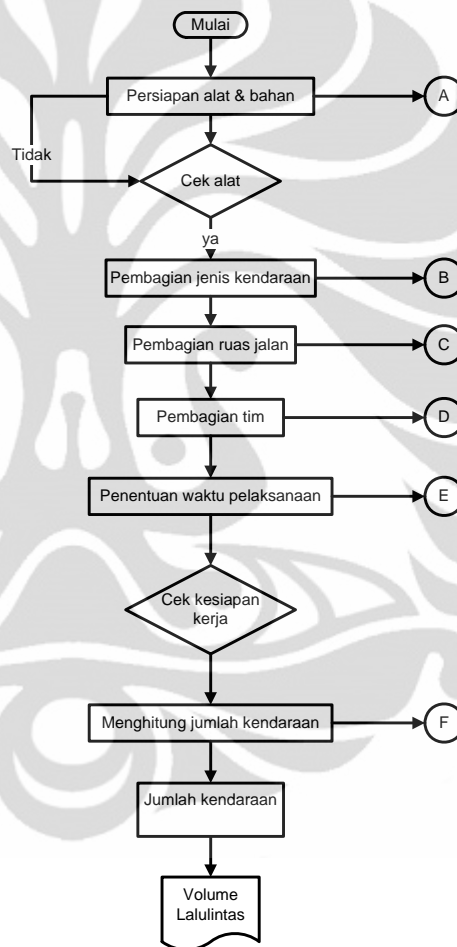 Mulai
Persiapan alat & bahan
A
Tidak
Cek alat
ya
Pembagian jenis kendaraan
B
Pembagian ruas jalan
C
Pembagian tim
D
Penentuan waktu pelaksanaan
E
Cek kesiapan
kerja
Menghitung jumlah kendaraan
F
Jumlah kendaraan
Volume
Lalulintas